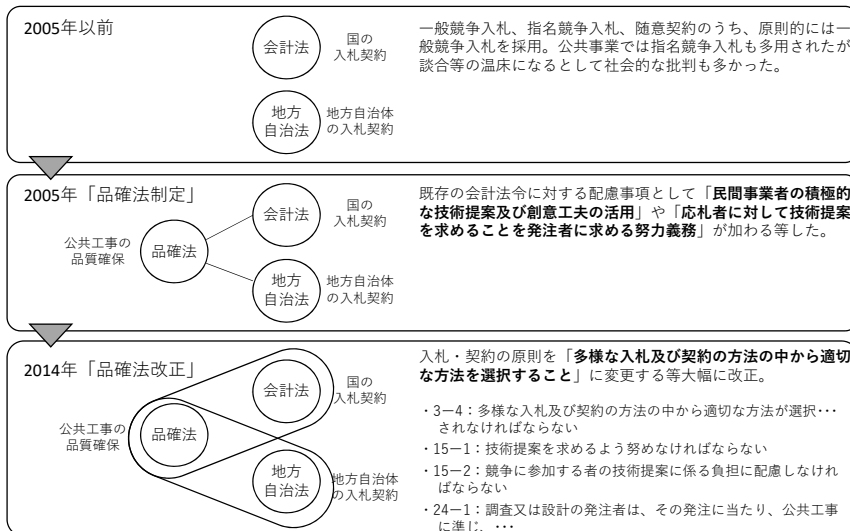 2005年以前
会計法
国の
入札契約
地方
自治法
地方自治体
の入札契約
一般競争入札、指名競争入札、随意契約のうち、原則的には一
般競争入札を採用。公共事業では指名競争入札も多用されたが
談合等の温床になるとして社会的な批判も多かった。
2005年「品確法制定」
公共工事の
品質確保
品確法
会計法
国の
入札契約
地方
自治法
地方自治体
の入札契約
既存の会計法令に対する配慮事項として「民間事業者の積極的
な技術提案及び創意工夫の活用」や「応札者に対して技術提案
を求めることを発注者に求める努力義務」が加わる等した。
2014年「品確法改正」
公共工事の
品質確保
品確法
会計法
国の
入札契約
地方
自治法
地方自治体
の入札契約
入札・契約の原則を「多様な入札及び契約の方法の中から適切
な方法を選択すること」に変更する等大幅に改正。
・3ー4：多様な入札及び契約の方法の中から適切な方法が選択･･･
されなければならない
・15ー1：技術提案を求めるよう努めなければならない
・15ー2：競争に参加する者の技術提案に係る負担に配慮しなけれ
ばならない
・24ー1：調査又は設計の発注者は、その発注に当たり、公共工事
に準じ、･･･